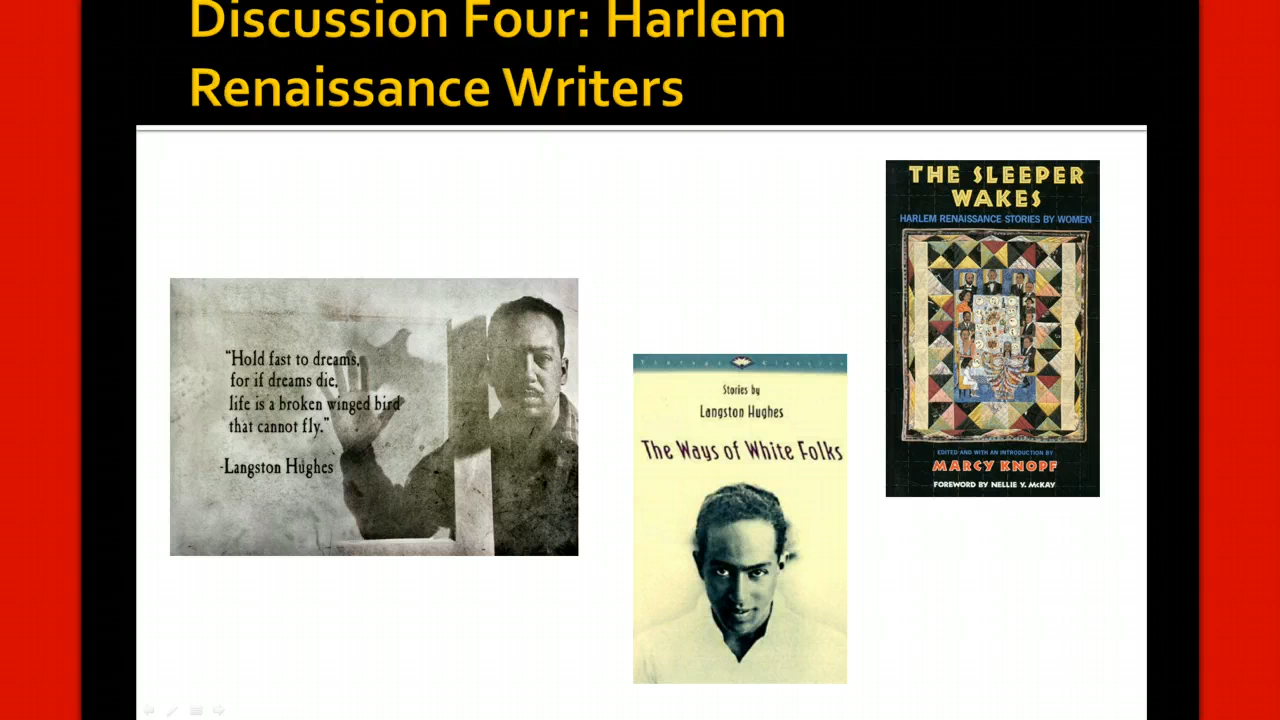 Discussion Four: Harlem
Renaissance Writers
"Hold fast to dreams,
for if dreams die,
life is a broken winged bird
that cannot fly."
-Langston Hughes
Stories by
Langston Hughes
The Ways of White Folks
THE SLEEPER
WAKES
HARLEM RENAISSANCE STORIES BY WOMEN
EDITED AND WITH AN INTRODUCTION BY
MARCY KNOPF
FOREWORD BY NELLIE Y. McKAY